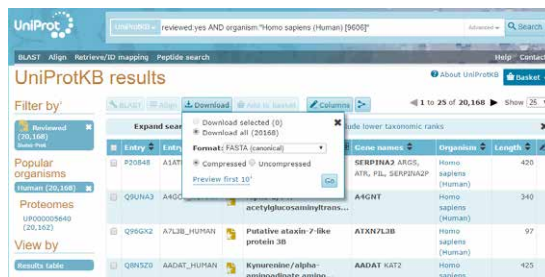 UniProt
UniProtKB
reviewed:yes AND organism:"Homo sapiens (Human) [9606]"
Advanced
Search
BLAST Align Retrieve/ID mapping Peptide search
Help Contact
UniProtKB results
About UniProtKB
Basket
Filter by
BLAST Align Download Add to basket Columns
1 to 25 of 20,168 Show 25
Reviewed
(20,168)
Swiss-Prot
Popular
organisms
Human (20,168)
Proteomes
UP000005640
(20,162)
View by
Results table
Download selected (0)
Download all (20168)
Format: FASTA (canonical)
Compressed Uncompressed
Preview first 10
Go
Expand sear
ude lower taxonomic ranks
Entry Entry Gene names Organism Length
P20848 A1AT SERPINA2 ARGS,
ATR, PIL, SERPINA2P
Homo
sapiens
(Human)
420
Q9UNA3 A4GC
acetylglucosaminyltrans...
A4GNT
Homo
sapiens
(Human)
340
Q96GX2 A7L3B_HUMAN Putative ataxin-7-like
protein 3B
ATXN7L3B
Homo
sapiens
(Human)
97
Q8N5Z0 AADAT_HUMAN Kynurenine/alpha-
aminoadipate amino...
AADAT KAT2
Homo
sapiens
425